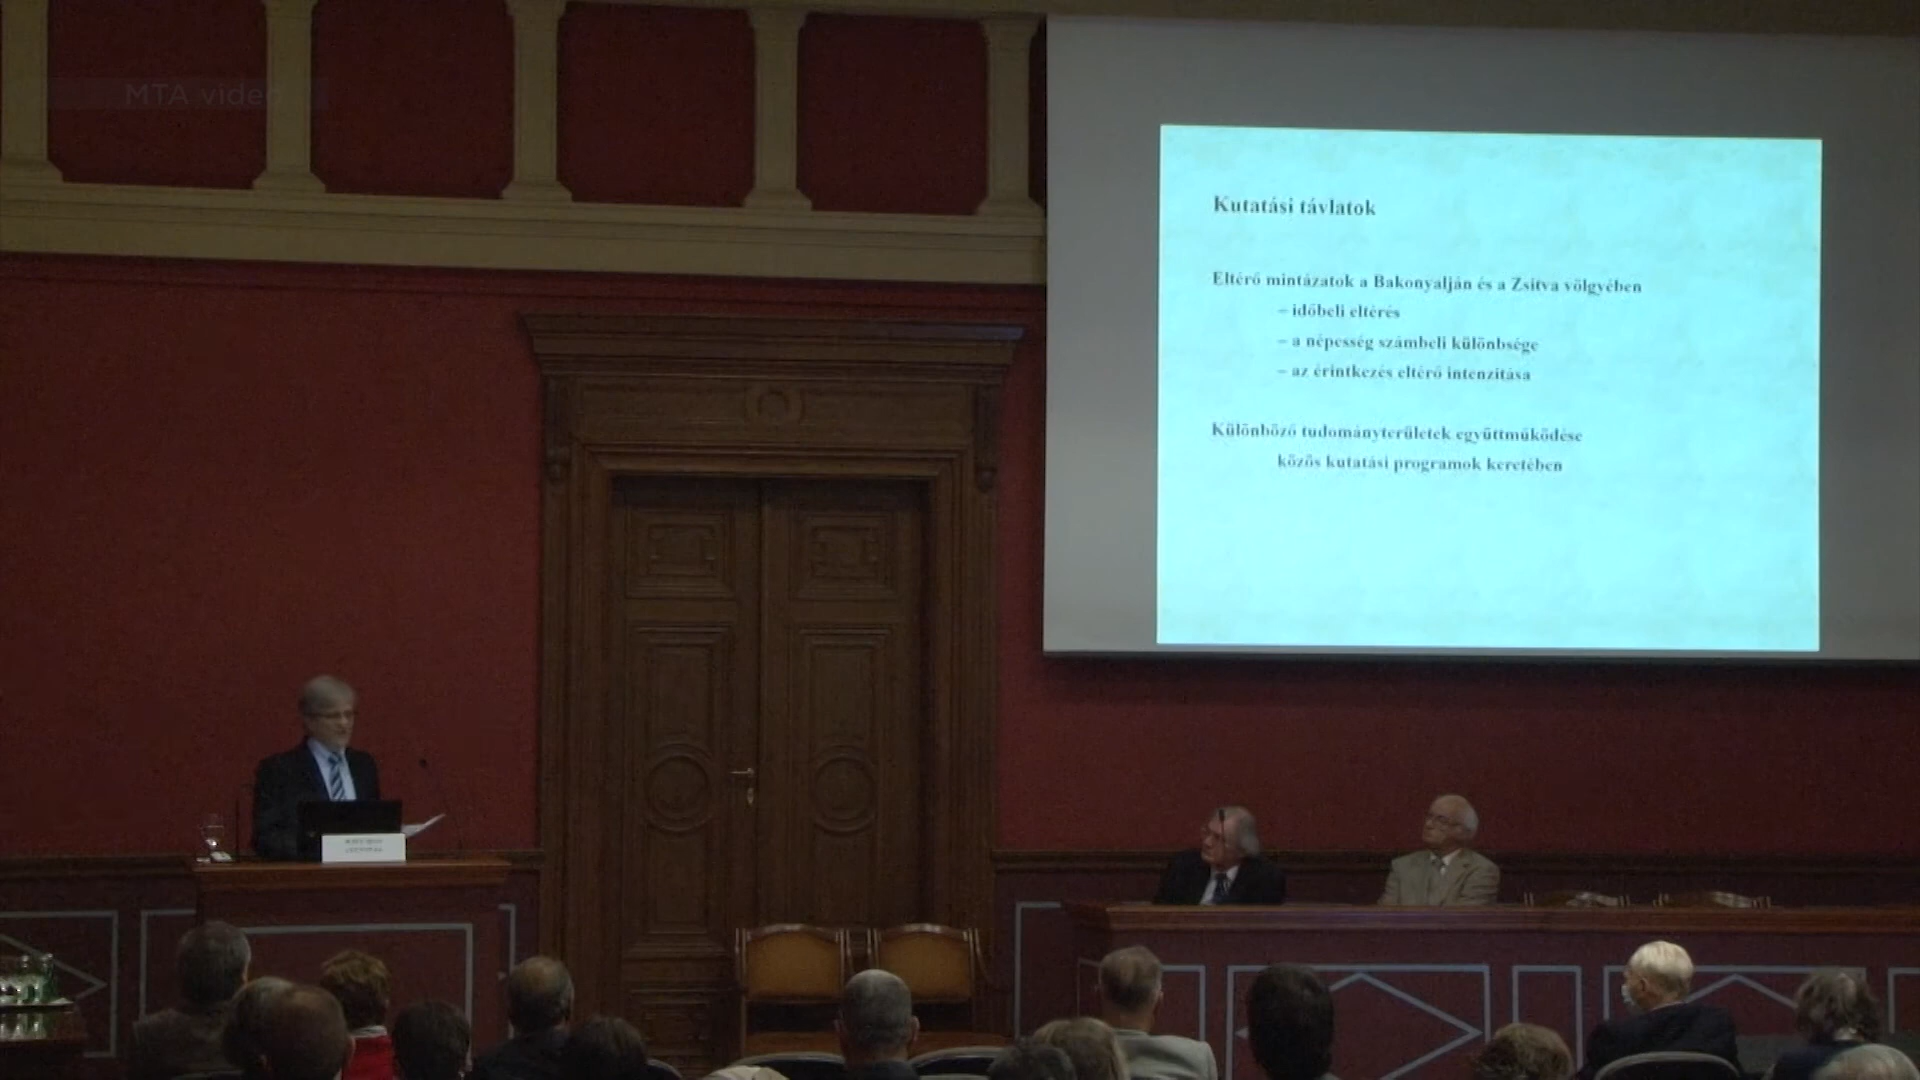 MTA video
Kutatási távlatok
Eltérő mintázatok a Bakonyalján és a Zsitva völgyében
– időbeli eltérés
– a népesség számbeli különbsége
– az érintkezés eltérő intenzitása
Különböző tudományterületek együttműködése
közös kutatási programok keretében